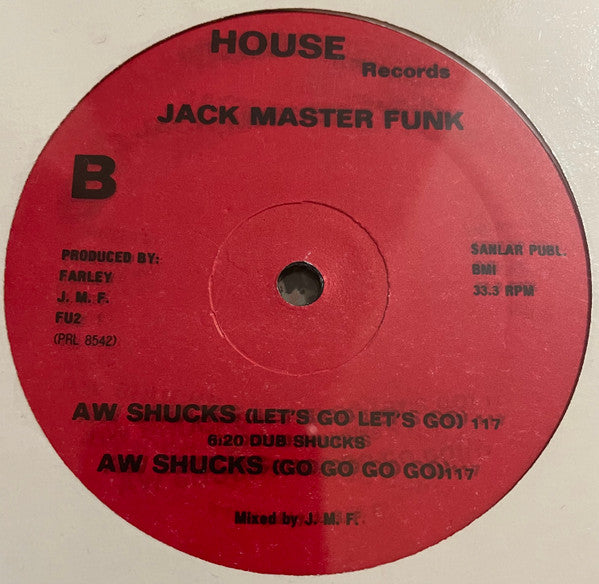 HOUSE
Records
JACK MASTER FUNK
B
PRODUCED BY:
FARLEY
J. M. F.
FU2
(PRL 8542)
SANLAR PUBL.
BMI
33.3 RPM
AW SHUCKS (LET'S GO LET'S GO) 117
6:20 DUB SHUCKS
AW SHUCKS (GO GO GO GO)117
Mixed by J. M. F.